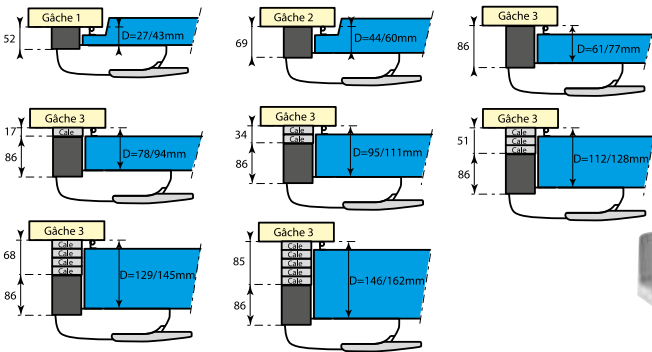 Gâche 1
52
D=27/43mm
Gâche 2
69
D=44/60mm
Gâche 3
86
D=61/77mm
Gâche 3
17
Cale
86
D=78/94mm
Gâche 3
34
Cale
Cale
86
D=95/111mm
Gâche 3
51
Cale
Cale
Cale
86
D=112/128mm
Gâche 3
68
Cale
Cale
Cale
Cale
86
D=129/145mm
Gâche 3
85
Cale
Cale
Cale
Cale
Cale
86
D=146/162mm